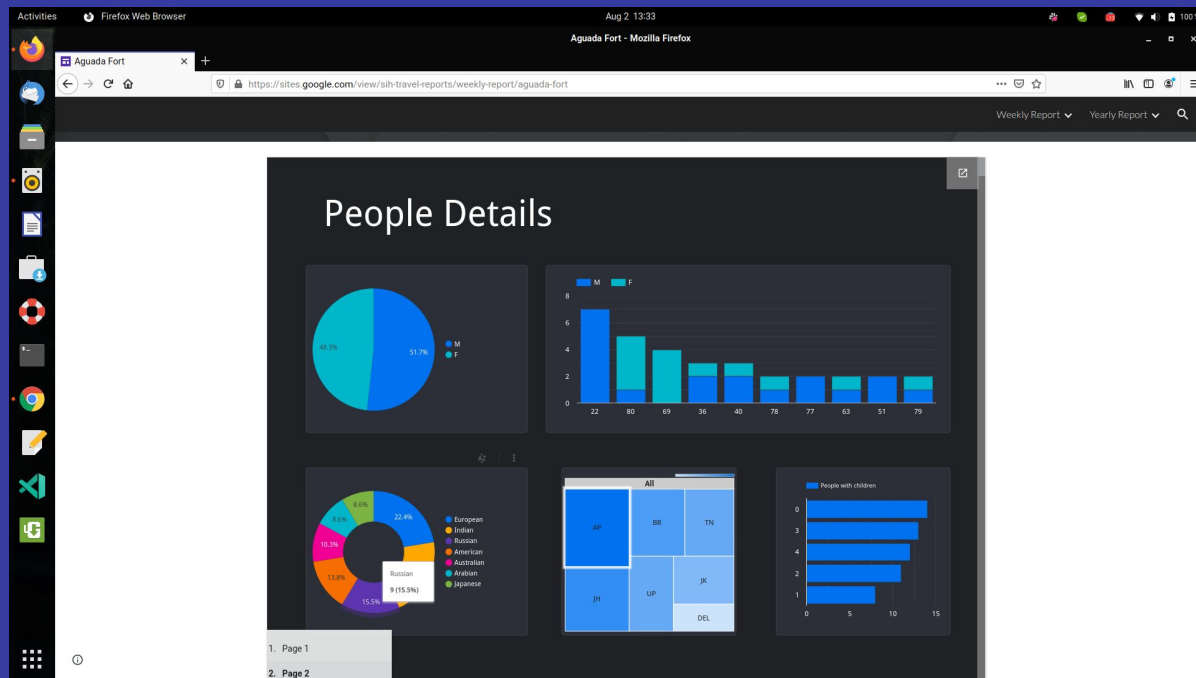 Activities
Firefox Web Browser
Aug 2 13:33
100%
Aguada Fort - Mozilla Firefox
Aguada Fort
https://sites.google.com/view/sih-travel-reports/weekly-report/aguada-fort
Weekly Report
Yearly Report
People Details
M
F
48.3%
51.7%
M F
8
6
4
2
0
22 80 69 36 40 78 77 63 51 79
22.4%
15.5%
13.8%
10.3%
8.6%
8.6%
European
Indian
Russian
American
Australian
Arabian
Japanese
Russian
9 (15.5%)
All
AP
BR
TN
JH
UP
JK
DEL
People with children
0
3
4
2
1
0 5 10 15
1. Page 1
2. Page 2